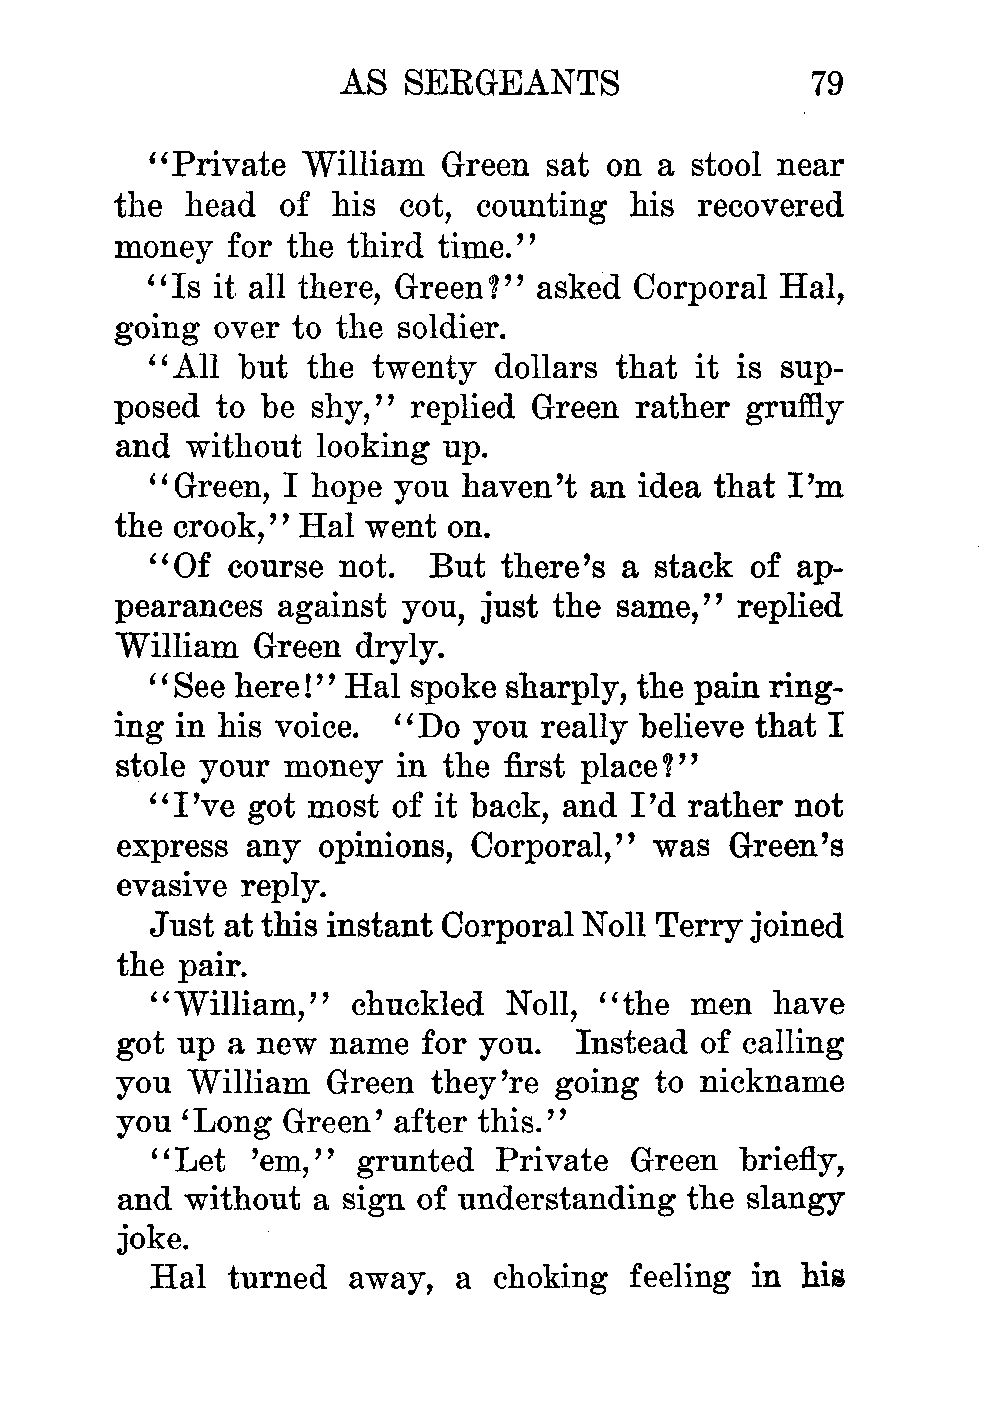 AS SERGEANTS 79
“Private William Green sat on a stool near
the head of his cot, counting his recovered
money for the third time.”
“Is it all there, Green?” asked Corporal Hal,
going over to the soldier.
“All but the twenty dollars that it is sup-
posed to be shy,” replied Green rather gruffly
and without looking up.
“Green, I hope you haven’t an idea that I’m
the crook,” Hal went on.
“Of course not. But there’s a stack of ap-
pearances against you, just the same,” replied
William Green dryly.
“See here!” Hal spoke sharply, the pain ring-
ing in his voice. “Do you really believe that I
stole your money in the first place?”
“I’ve got most of it back, and I’d rather not
express any opinions, Corporal,” was Green’s
evasive reply.
Just at this instant Corporal Noll Terry joined
the pair.
“William,” chuckled Noll, “the men have
got up a new name for you. Instead of calling
you William Green they’re going to nickname
you ‘Long Green’ after this.”
“Let ’em,” grunted Private Green briefly,
and without a sign of understanding the slangy
joke.
Hal turned away, a choking feeling in his